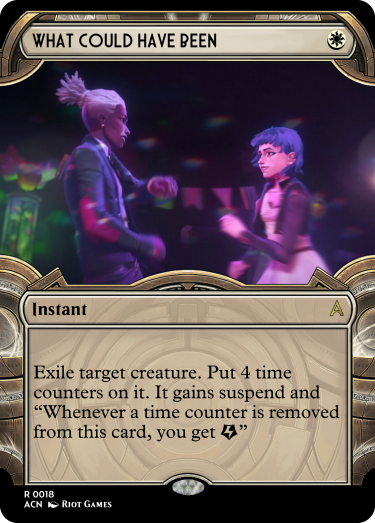 WHAT COULD HAVE BEEN
Instant
Exile target creature. Put 4 time
counters on it. It gains suspend and
“Whenever a time counter is removed
from this card, you get ”
R 0018
ACN RIOT GAMES